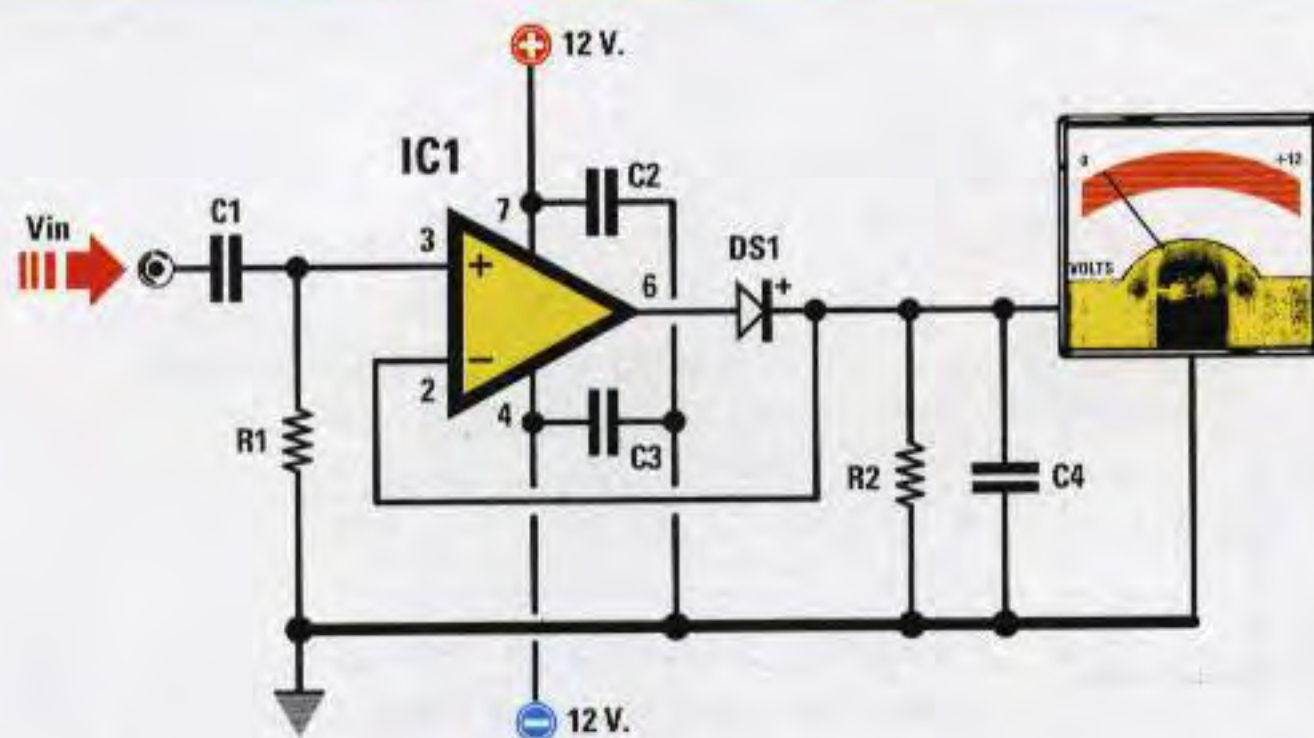 + 12 V.
IC1
C2
7
Vin
C1
3
+
6
DS1
+
0
+12
VOLTS
−
2
4
C3
R1
R2
C4
− 12 V.